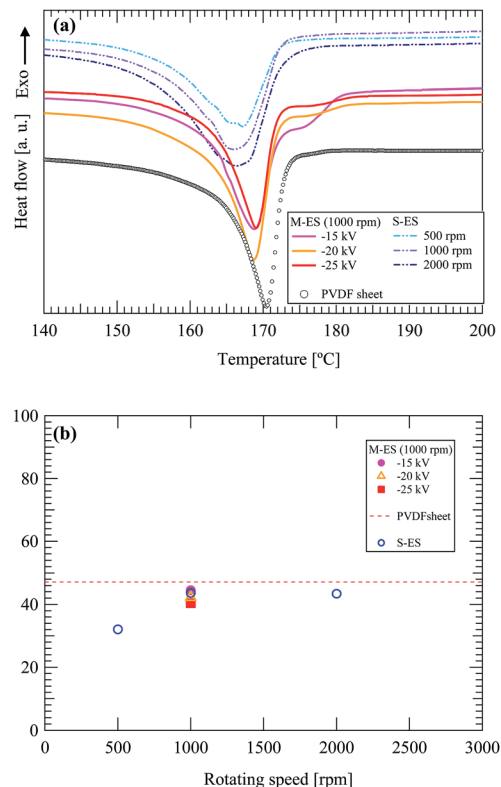 (a)
Heat flow [a. u.]
Exo
M-ES (1000 rpm)
-15 kV
-20 kV
-25 kV
PVDF sheet
S-ES
500 rpm
1000 rpm
2000 rpm
140 150 160 170 180 190 200
Temperature [ºC]
(b)
100
80
60
40
20
0
M-ES (1000 rpm)
-15 kV
-20 kV
-25 kV
PVDFsheet
S-ES
0 500 1000 1500 2000 2500 3000
Rotating speed [rpm]